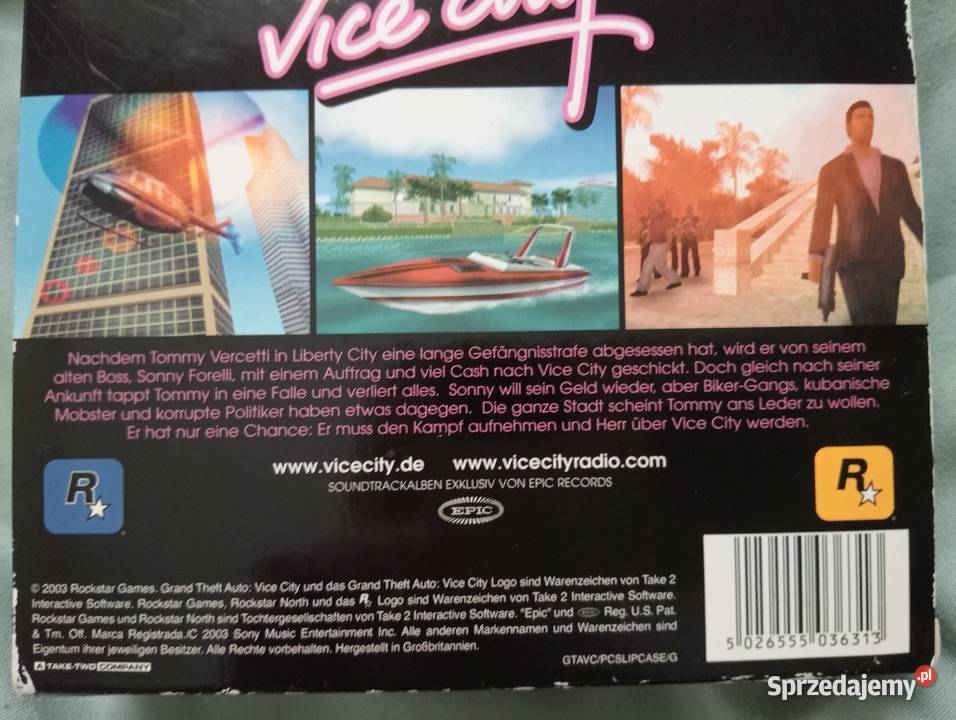 Vice City
Nachdem Tommy Vercetti in Liberty City eine lange Gefängnisstrafe abgesessen hat, wird er von seinem
alten Boss, Sonny Forelli, mit einem Auftrag und viel Cash nach Vice City geschickt. Doch gleich nach seiner
Ankunft tappt Tommy in eine Falle und verliert alles. Sonny will sein Geld wieder, aber Biker-Gangs, kubanische
Mobster und korrupte Politiker haben etwas dagegen. Die ganze Stadt scheint Tommy ans Leder zu wollen.
Er hat nur eine Chance: Er muss den Kampf aufnehmen und Herr über Vice City werden.
www.vicecity.de www.vicecityradio.com
SOUNDTRACKALBEN EXKLUSIV VON EPIC RECORDS
EPIC
R
R
© 2003 Rockstar Games. Grand Theft Auto: Vice City und das Grand Theft Auto: Vice City Logo sind Warenzeichen von Take 2
Interactive Software. Rockstar Games, Rockstar North und das R Logo sind Warenzeichen von Take 2 Interactive Software.
Rockstar Games und Rockstar North sind Tochtergesellschaften von Take 2 Interactive Software. "Epic" und Reg. U.S. Pat.
& Tm. Off. Marca Registrada./© 2003 Sony Music Entertainment Inc. Alle anderen Markennamen und Warenzeichen sind
Eigentum ihrer jeweiligen Besitzer. Alle Rechte vorbehalten. Hergestellt in Großbritannien.
TAKE-TWO COMPANY
GTAVC/PCSLIPCASE/G
5 026555 036313
Sprzedajemy.pl